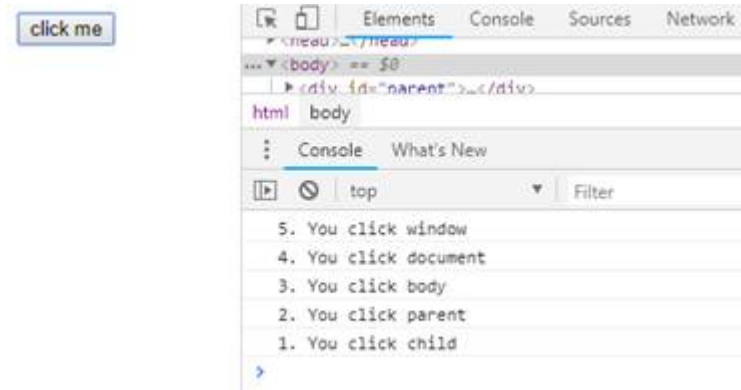 click me
Elements Console Sources Network
▶ <head>…</head>
... ▼ <body> == $0
▶ <div id="parent">…</div>
html body
Console What's New
top ▼ Filter
5. You click window
4. You click document
3. You click body
2. You click parent
1. You click child
>